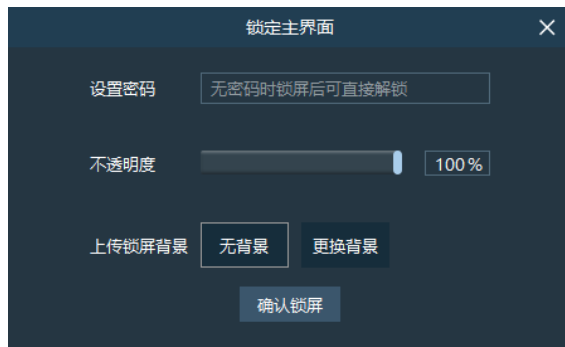 锁定主界面
设置密码 无密码时锁屏后可直接解锁
不透明度 100%
上传锁屏背景 无背景 更换背景
确认锁屏